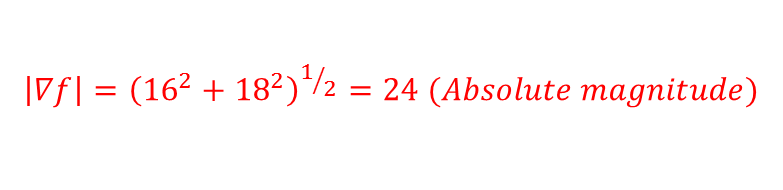 |∇f| = (16² + 18²)^1/2 = 24 (Absolute magnitude)